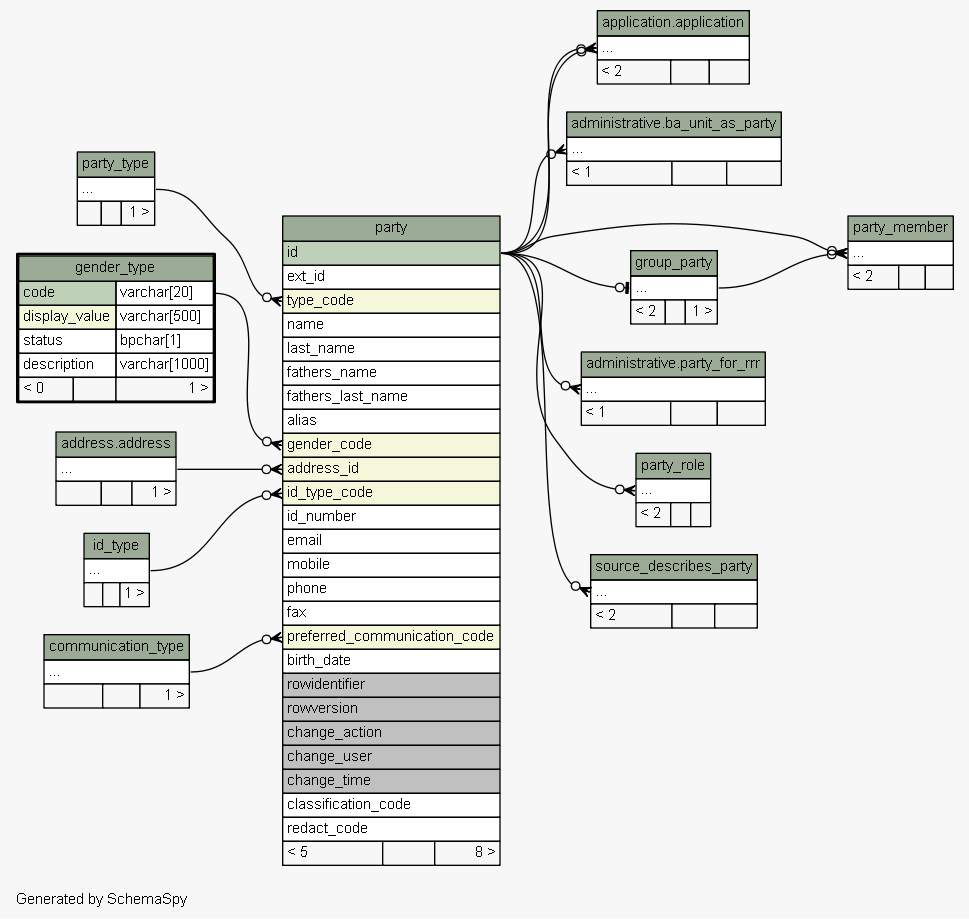 application.application
...
< 2
administrative.ba_unit_as_party
...
< 1
party_type
...
1 >
party
id
ext_id
type_code
name
last_name
fathers_name
fathers_last_name
alias
gender_code
address_id
id_type_code
id_number
email
mobile
phone
fax
preferred_communication_code
birth_date
rowidentifier
rowversion
change_action
change_user
change_time
classification_code
redact_code
< 5 8 >
party_member
...
< 2
group_party
...
< 2 1 >
gender_type
code varchar[20]
display_value varchar[500]
status bpchar[1]
description varchar[1000]
< 0 1 >
administrative.party_for_rrr
...
< 1
address.address
...
1 >
party_role
...
< 2
id_type
...
1 >
source_describes_party
...
< 2
communication_type
...
1 >
Generated by SchemaSpy